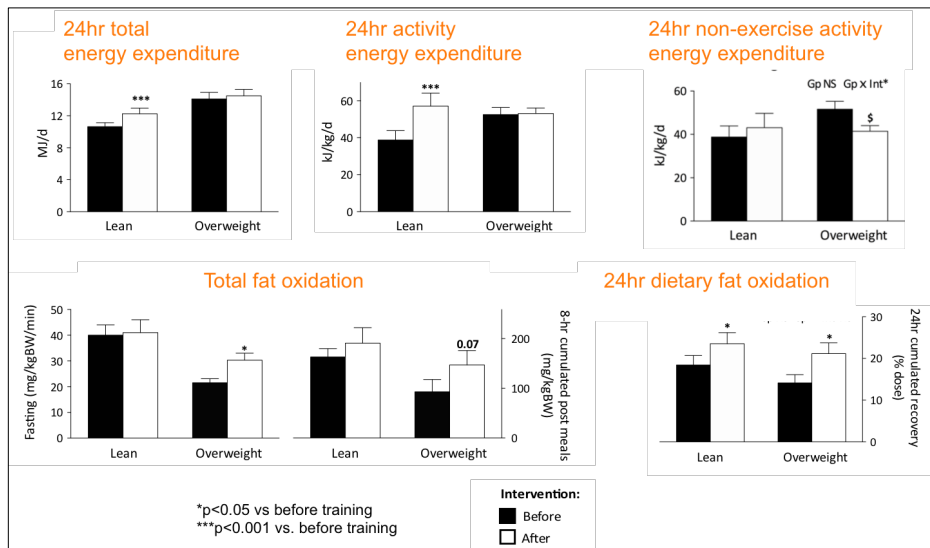 24hr total
energy expenditure
24hr activity
energy expenditure
24hr non-exercise activity
energy expenditure
MJ/d
16
12
8
4
0
***
Lean
Overweight
kJ/kg/d
60
40
20
0
***
Lean
Overweight
kJ/kg/d
60
40
20
0
Gp NS Gp x Int*
$
Lean
Overweight
Total fat oxidation
24hr dietary fat oxidation
Fasting (mg/kgBW/min)
50
40
30
20
10
0
*
Lean
Overweight
0.07
200
100
0
8-hr cumulated post meals
(mg/kgBW)
Lean
Overweight
*
*
30
20
10
0
24hr cumulated recovery
(% dose)
Lean
Overweight
*p<0.05 vs before training
***p<0.001 vs. before training
Intervention:
Before
After